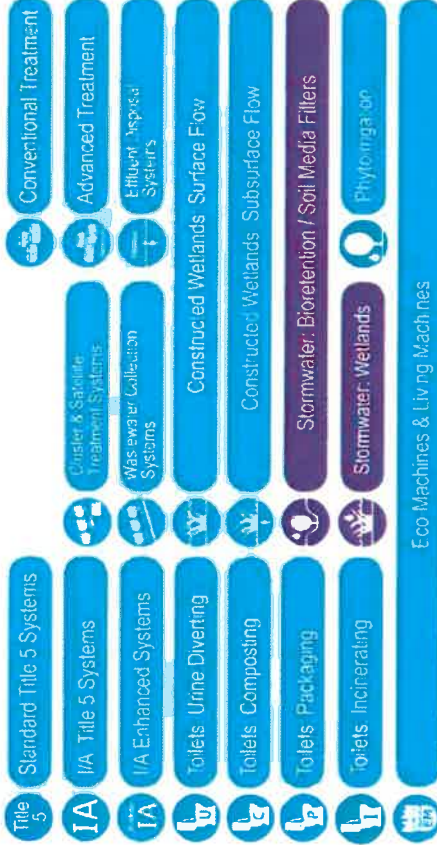 Title
5
Standard Title 5 Systems
Conventional Treatment
IA
I/A Title 5 Systems
Cluster & Satellite
Treatment Systems
Advanced Treatment
IA
I/A Enhanced Systems
Wastewater Collection
Systems
Effluent Disposal
Systems
U
Toilets: Urine Diverting
Constructed Wetlands: Surface Flow
C
Toilets: Composting
Constructed Wetlands: Subsurface Flow
P
Toilets: Packaging
Stormwater: Bioretention / Soil Media Filters
I
Toilets: Incinerating
Stormwater: Wetlands
Phytoirrigation
Eco Machines & Living Machines